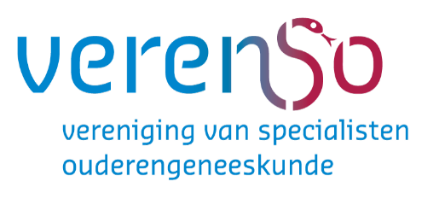 verenso
vereniging van specialisten
ouderengeneeskunde